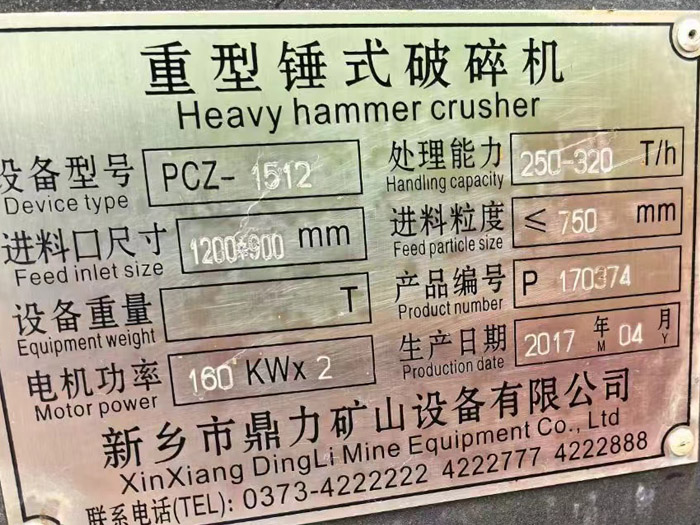 重型锤式破碎机
Heavy hammer crusher
设备型号 PCZ- 1512
Device type
处理能力 250-320 T/h
Handling capacity
进料口尺寸 1200*900 mm
Feed inlet size
进料粒度 ≤ 750 mm
Feed particle size
设备重量 T
Equipment weight
产品编号 P 170374
Product number
电机功率 160 KWx 2
Motor power
生产日期 2017 年 04 月
Production date M Y
新乡市鼎力矿山设备有限公司
XinXiang DingLi Mine Equipment Co., Ltd
联系电话(TEL): 0373-4222222 4222777 4222888